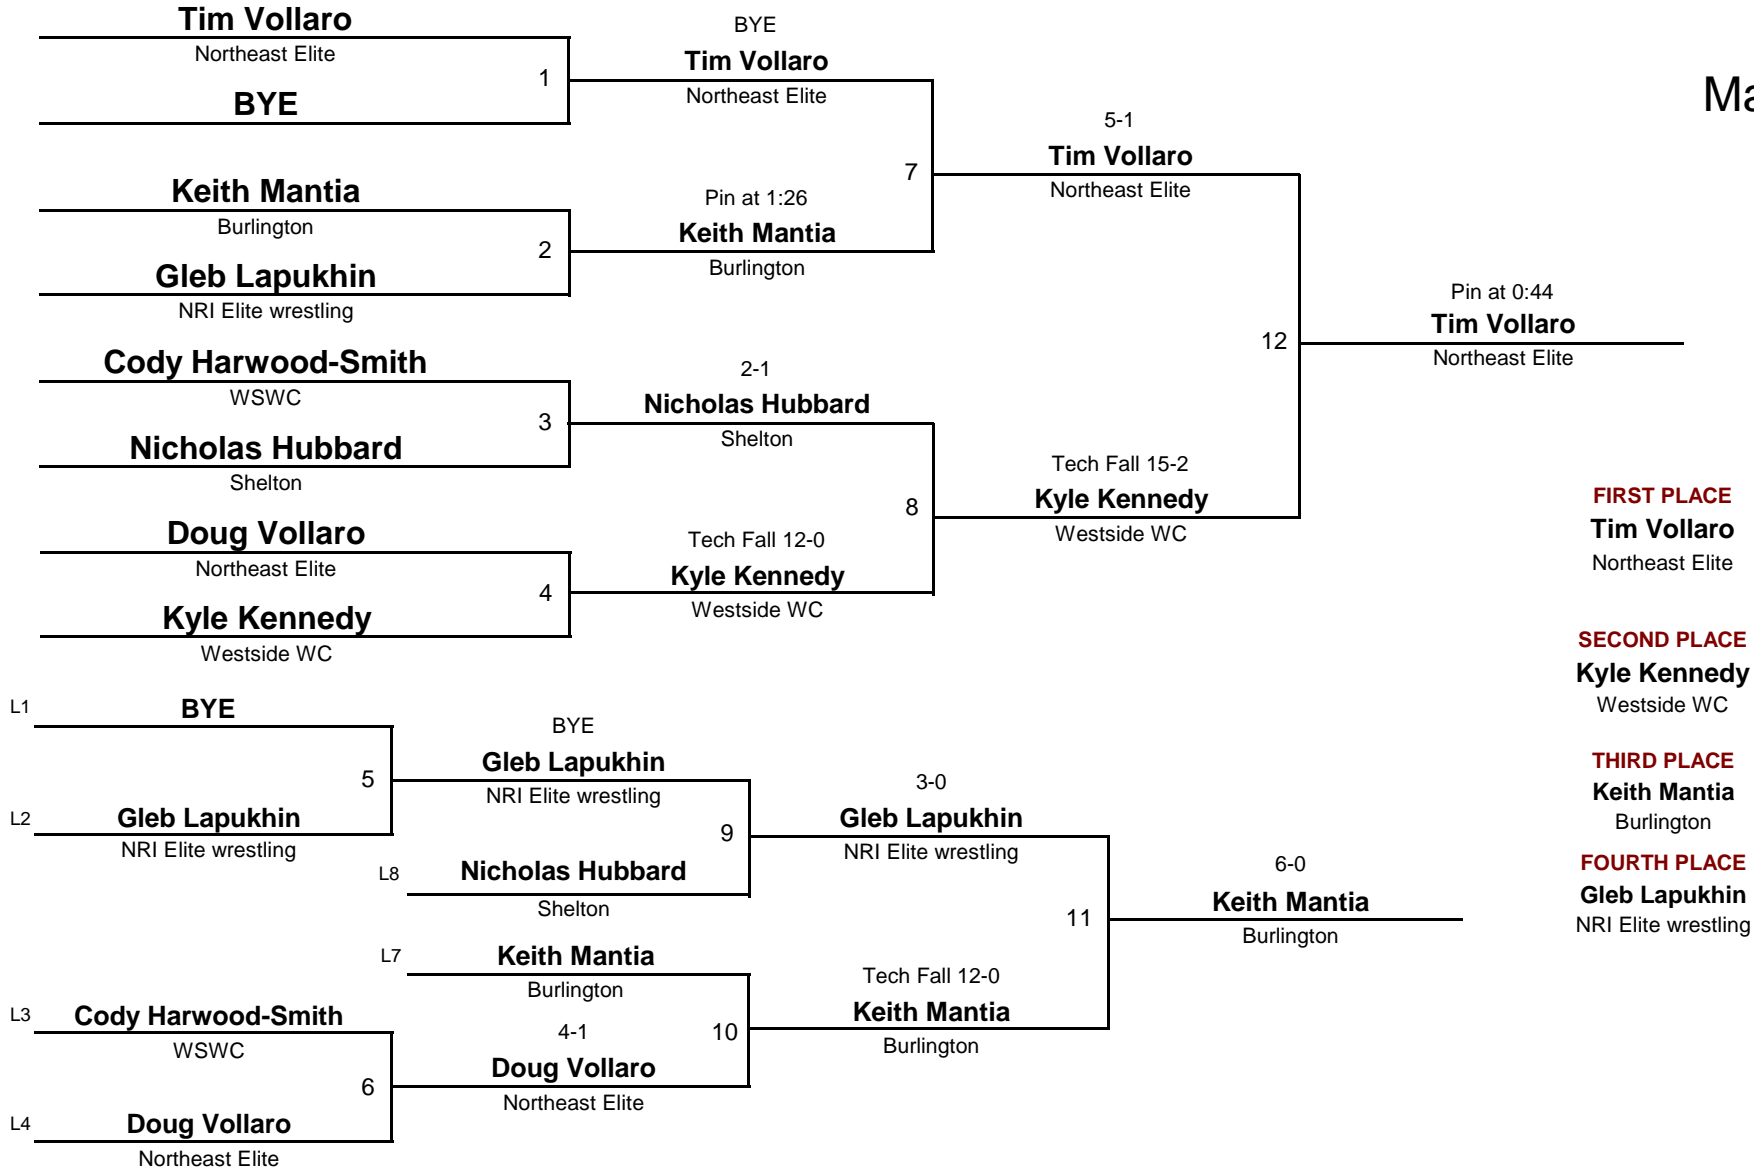 Tim Vollaro
Northeast Elite
1
BYE
BYE
Tim Vollaro
Northeast Elite
Keith Mantia
Burlington
2
Gleb Lapukhin
NRI Elite wrestling
Pin at 1:26
Keith Mantia
Burlington
7
5-1
Tim Vollaro
Northeast Elite
Cody Harwood-Smith
WSWC
3
Nicholas Hubbard
Shelton
2-1
Nicholas Hubbard
Shelton
Doug Vollaro
Northeast Elite
4
Kyle Kennedy
Westside WC
Tech Fall 12-0
Kyle Kennedy
Westside WC
8
Tech Fall 15-2
Kyle Kennedy
Westside WC
12
Pin at 0:44
Tim Vollaro
Northeast Elite
Ma
FIRST PLACE
Tim Vollaro
Northeast Elite
SECOND PLACE
Kyle Kennedy
Westside WC
THIRD PLACE
Keith Mantia
Burlington
FOURTH PLACE
Gleb Lapukhin
NRI Elite wrestling
L1
BYE
5
L2
Gleb Lapukhin
NRI Elite wrestling
BYE
Gleb Lapukhin
NRI Elite wrestling
9
L8
Nicholas Hubbard
Shelton
3-0
Gleb Lapukhin
NRI Elite wrestling
L7
Keith Mantia
Burlington
10
L3
Cody Harwood-Smith
WSWC
6
L4
Doug Vollaro
Northeast Elite
4-1
Doug Vollaro
Northeast Elite
Tech Fall 12-0
Keith Mantia
Burlington
11
6-0
Keith Mantia
Burlington